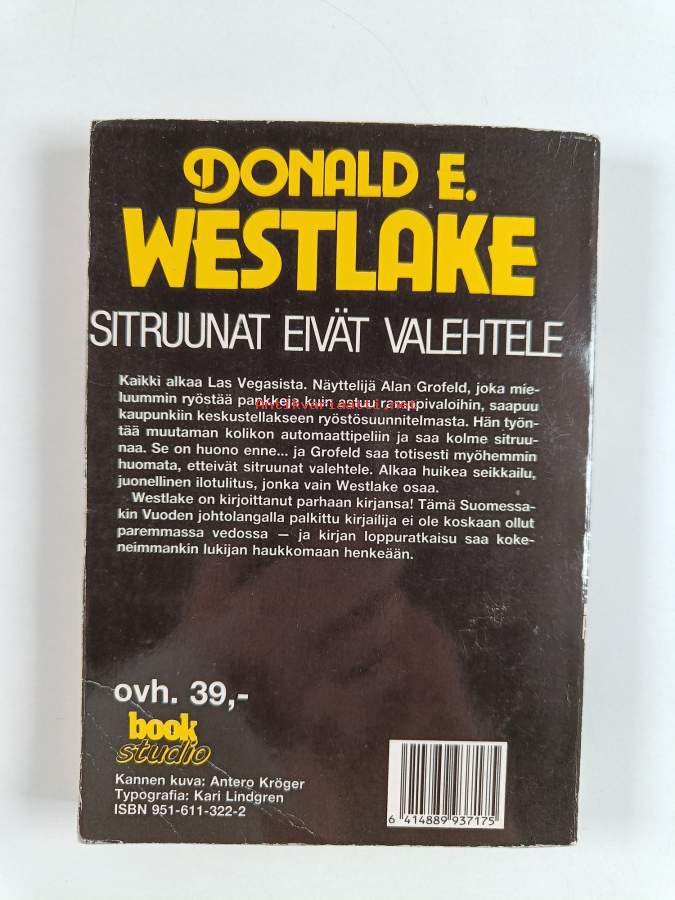 DONALD E.
WESTLAKE
SITRUUNAT EIVÄT VALEHTELE
Kaikki alkaa Las Vegasista. Näyttelijä Alan Grofeld, joka mie-
luummin ryöstää pankkeja kuin astuu ramppivaloihin, saapuu
kaupunkiin keskustellakseen ryöstösuunnitelmasta. Hän työn-
tää muutaman kolikon automaattipeliin ja saa kolme sitruu-
naa. Se on huono enne... ja Grofeld saa totisesti myöhemmin
huomata, etteivät sitruunat valehtele. Alkaa huikea seikkailu,
juonellinen ilotulitus, jonka vain Westlake osaa.
Westlake on kirjoittanut parhaan kirjansa! Tämä Suomessa-
kin Vuoden johtolangalla palkittu kirjailija ei ole koskaan ollut
paremmassa vedossa — ja kirjan loppuratkaisu saa koke-
neimmankin lukijan haukkomaan henkeään.
ovh. 39,-
book
studio
Kannen kuva: Antero Kröger
Typografia: Kari Lindgren
ISBN 951-611-322-2
6 414889 937175